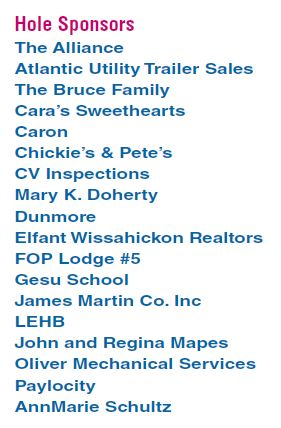 Hole Sponsors
The Alliance
Atlantic Utility Trailer Sales
The Bruce Family
Cara’s Sweethearts
Caron
Chickie’s & Pete’s
CV Inspections
Mary K. Doherty
Dunmore
Elfant Wissahickon Realtors
FOP Lodge #5
Gesu School
James Martin Co. Inc
LEHB
John and Regina Mapes
Oliver Mechanical Services
Paylocity
AnnMarie Schultz